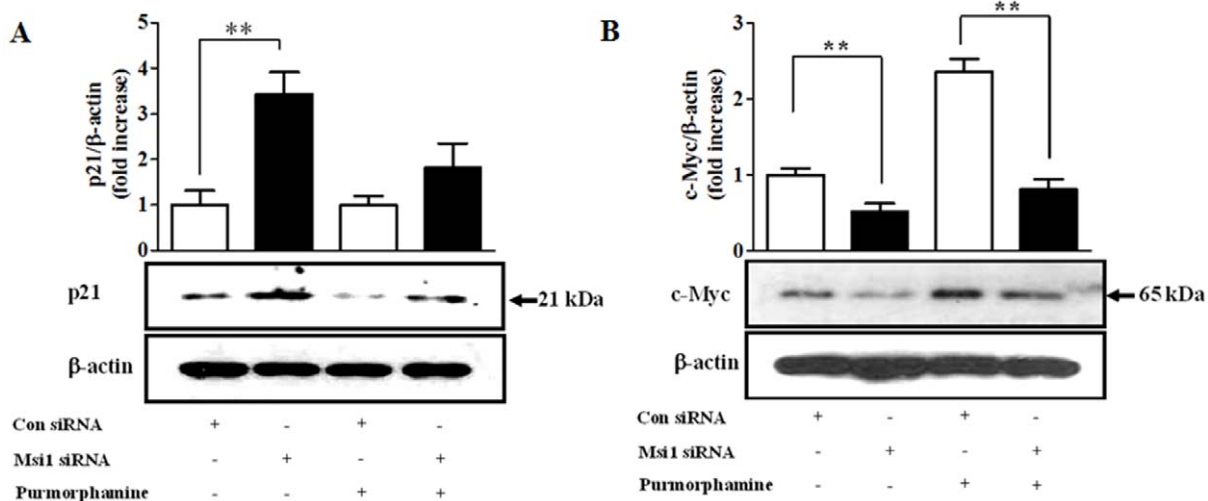 A
p21/β-actin
(fold increase)
5
4
3
2
1
0
**
p21
21 kDa
β-actin
Con siRNA + - + -
Msi1 siRNA - + - +
Purmorphamine - - + +
B
c-Myc/β-actin
(fold increase)
3
2
1
0
**
**
c-Myc
65 kDa
β-actin
Con siRNA + - + -
Msi1 siRNA - + - +
Purmorphamine - - + +